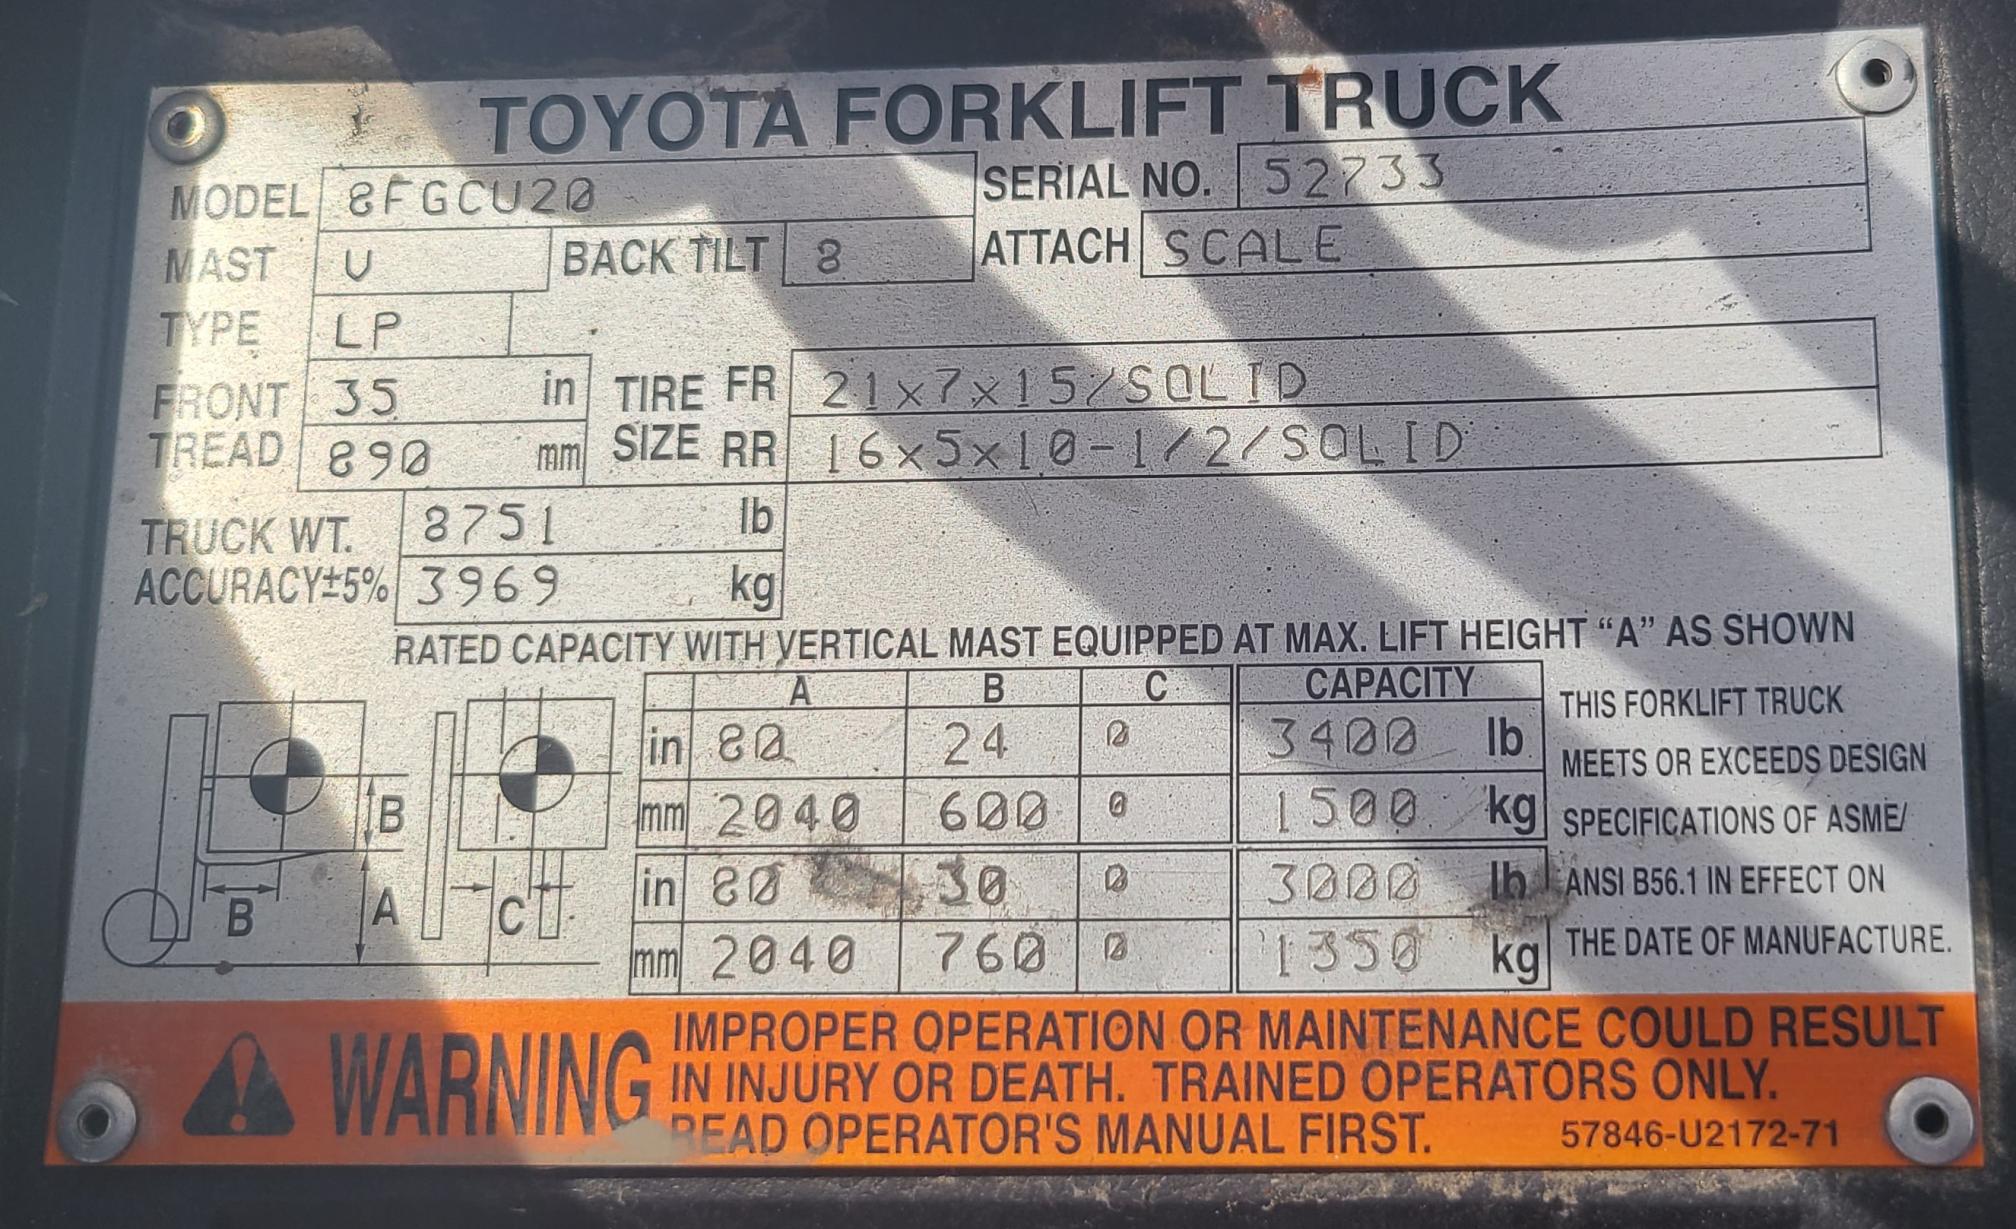 TOYOTA FORKLIFT TRUCK
MODEL 8FGCU20 SERIAL NO. 52733
MAST V BACK TILT 8 ATTACH SCALE
TYPE LP
FRONT TREAD 35 in TIRE SIZE FR 21x7x15/SOLID
890 mm RR 16x5x10-1/2/SOLID
TRUCK WT. 8751 lb
ACCURACY±5% 3969 kg
RATED CAPACITY WITH VERTICAL MAST EQUIPPED AT MAX. LIFT HEIGHT “A” AS SHOWN
A B C CAPACITY
in 80 24 0 3400 lb
mm 2040 600 0 1500 kg
in 80 30 0 3000 lb
mm 2040 760 0 1350 kg
B
B
A
C
THIS FORKLIFT TRUCK
MEETS OR EXCEEDS DESIGN
SPECIFICATIONS OF ASME/
ANSI B56.1 IN EFFECT ON
THE DATE OF MANUFACTURE.
WARNING
IMPROPER OPERATION OR MAINTENANCE COULD RESULT
IN INJURY OR DEATH. TRAINED OPERATORS ONLY.
READ OPERATOR'S MANUAL FIRST. 57846-U2172-71